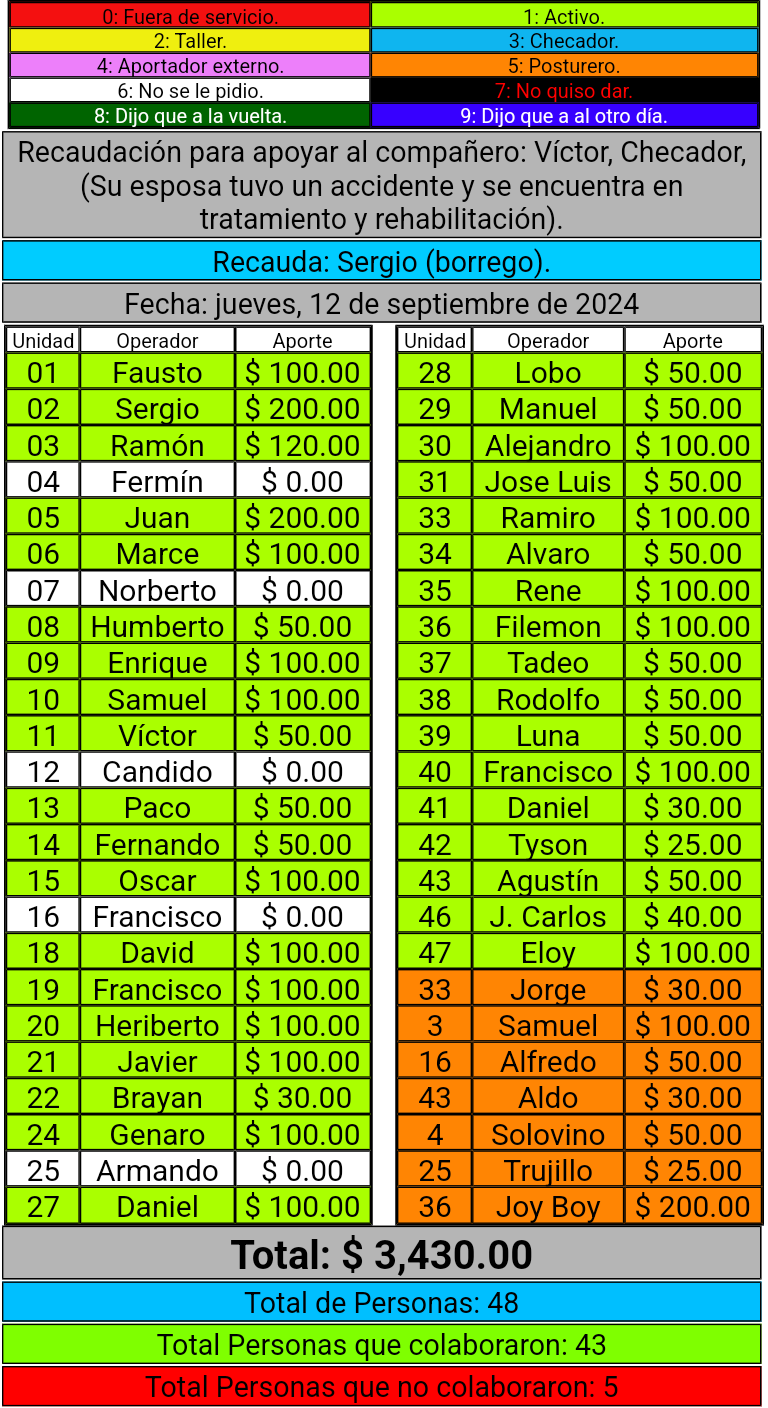 0: Fuera de servicio. 1: Activo.
2: Taller. 3: Checador.
4: Aportador externo. 5: Posturero.
6: No se le pidio. 7: No quiso dar.
8: Dijo que a la vuelta. 9: Dijo que a al otro día.
Recaudación para apoyar al compañero: Víctor, Checador,
(Su esposa tuvo un accidente y se encuentra en
tratamiento y rehabilitación).
Recauda: Sergio (borrego).
Fecha: jueves, 12 de septiembre de 2024
Unidad Operador Aporte
01 Fausto $ 100.00
02 Sergio $ 200.00
03 Ramón $ 120.00
04 Fermín $ 0.00
05 Juan $ 200.00
06 Marce $ 100.00
07 Norberto $ 0.00
08 Humberto $ 50.00
09 Enrique $ 100.00
10 Samuel $ 100.00
11 Víctor $ 50.00
12 Candido $ 0.00
13 Paco $ 50.00
14 Fernando $ 50.00
15 Oscar $ 100.00
16 Francisco $ 0.00
18 David $ 100.00
19 Francisco $ 100.00
20 Heriberto $ 100.00
21 Javier $ 100.00
22 Brayan $ 30.00
24 Genaro $ 100.00
25 Armando $ 0.00
27 Daniel $ 100.00
Unidad Operador Aporte
28 Lobo $ 50.00
29 Manuel $ 50.00
30 Alejandro $ 100.00
31 Jose Luis $ 50.00
33 Ramiro $ 100.00
34 Alvaro $ 50.00
35 Rene $ 100.00
36 Filemon $ 100.00
37 Tadeo $ 50.00
38 Rodolfo $ 50.00
39 Luna $ 50.00
40 Francisco $ 100.00
41 Daniel $ 30.00
42 Tyson $ 25.00
43 Agustín $ 50.00
46 J. Carlos $ 40.00
47 Eloy $ 100.00
33 Jorge $ 30.00
3 Samuel $ 100.00
16 Alfredo $ 50.00
43 Aldo $ 30.00
4 Solovino $ 50.00
25 Trujillo $ 25.00
36 Joy Boy $ 200.00
Total: $ 3,430.00
Total de Personas: 48
Total Personas que colaboraron: 43
Total Personas que no colaboraron: 5